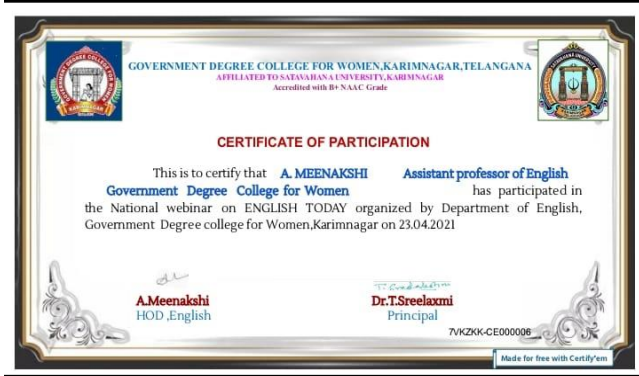 GOVERNMENT DEGREE COLLEGE FOR WOMEN,KARIMNAGAR,TELANGANA
AFFILIATED TO SATAVAHANA UNIVERSITY,KARIMNAGAR
Accredited with B+ NAAC Grade
CERTIFICATE OF PARTICIPATION
This is to certify that A. MEENAKSHI Assistant professor of English
Government Degree College for Women has participated in
the National webinar on ENGLISH TODAY organized by Department of English,
Government Degree college for Women,Karimnagar on 23.04.2021
A.Meenakshi Dr.T.Sreelaxmi
HOD ,English Principal
7VKZKK-CE000006
Made for free with Certify'em